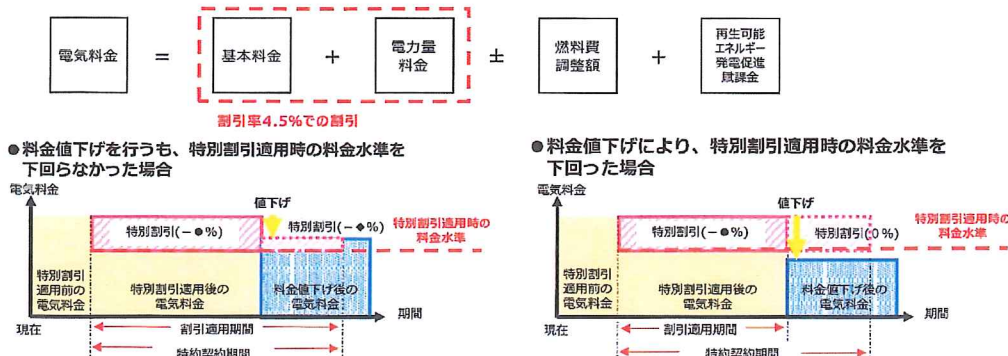 電気料金 = 基本料金 + 電力量料金 ± 燃料費調整額 + 再生可能エネルギー発電促進賦課金
割引率4.5%での割引
●料金値下げを行うも、特別割引適用時の料金水準を
下回らなかった場合
電気料金
値下げ
特別割引(－●%)
特別割引(－◆%)
特別割引適用時の
料金水準
特別割引
適用前の
電気料金
特別割引適用後の
電気料金
料金値下げ後の
電気料金
期間
現在
割引適用期間
特約契約期間
●料金値下げにより、特別割引適用時の料金水準を
下回った場合
電気料金
値下げ
特別割引(－●%)
特別割引(0%)
特別割引適用時の
料金水準
特別割引
適用前の
電気料金
特別割引適用後の
電気料金
料金値下げ後の
電気料金
期間
現在
割引適用期間
特約契約期間